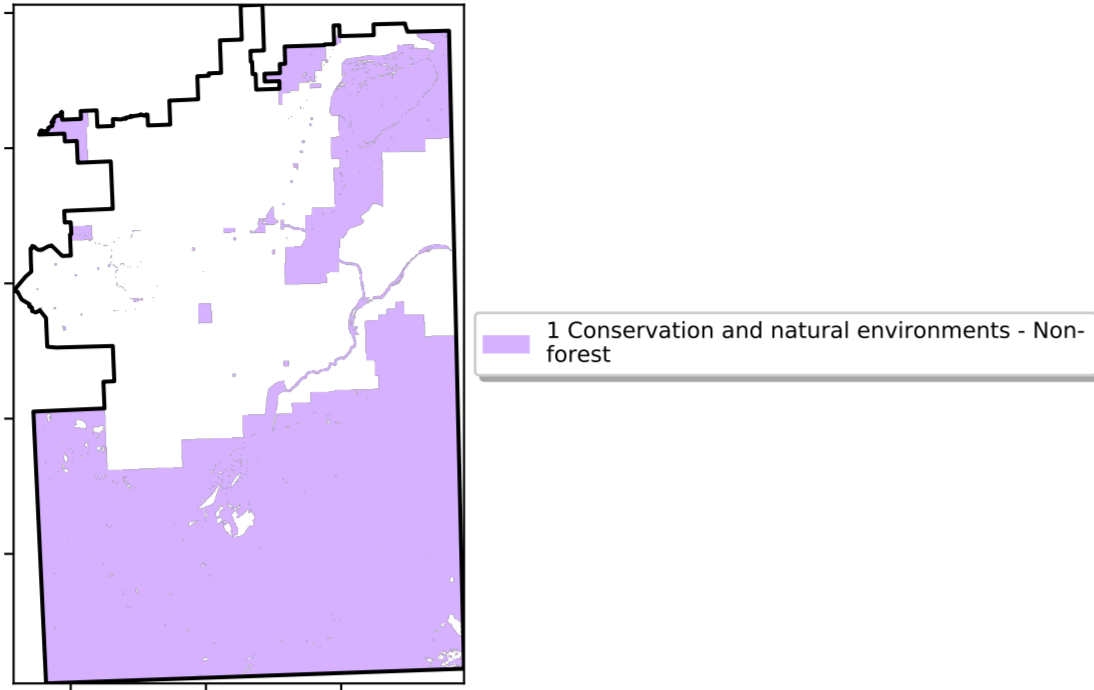 1 Conservation and natural environments - Non-
forest